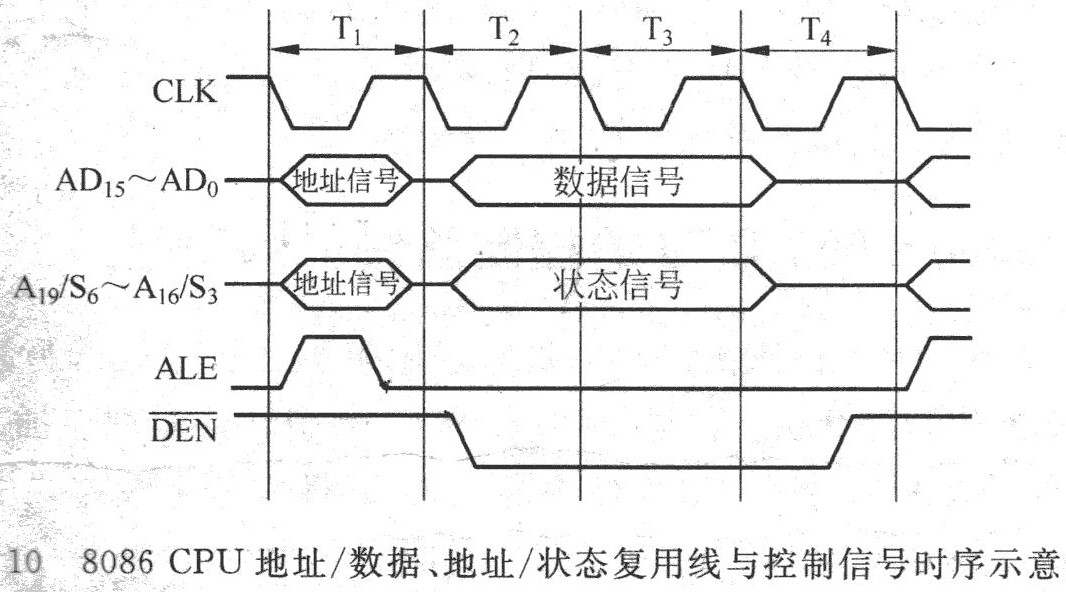 T₁ T₂ T₃ T₄
CLK
AD₁₅～AD₀ 地址信号 数据信号
A₁₉/S₆～A₁₆/S₃ 地址信号 状态信号
ALE
D̅E̅N̅
10 8086 CPU 地址/数据、地址/状态复用线与控制信号时序示意